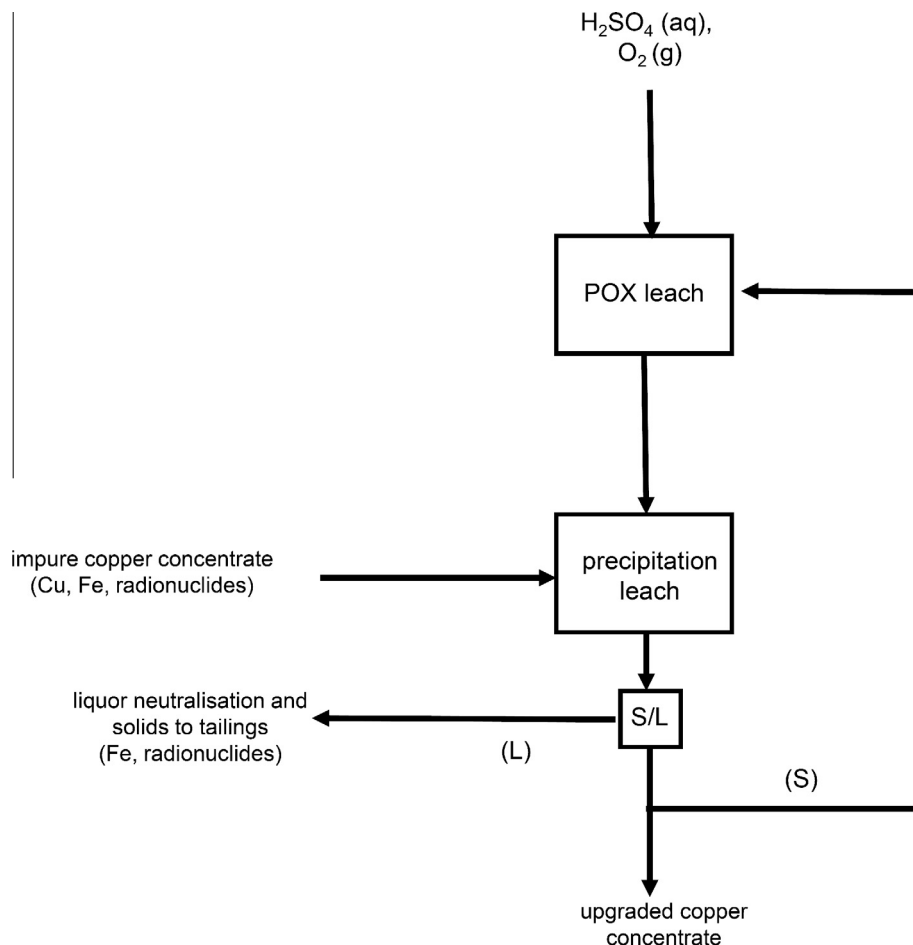 H₂SO₄ (aq),
O₂ (g)
POX leach
impure copper concentrate
(Cu, Fe, radionuclides)
precipitation
leach
liquor neutralisation and
solids to tailings
(Fe, radionuclides)
S/L
(L)
(S)
upgraded copper
concentrate